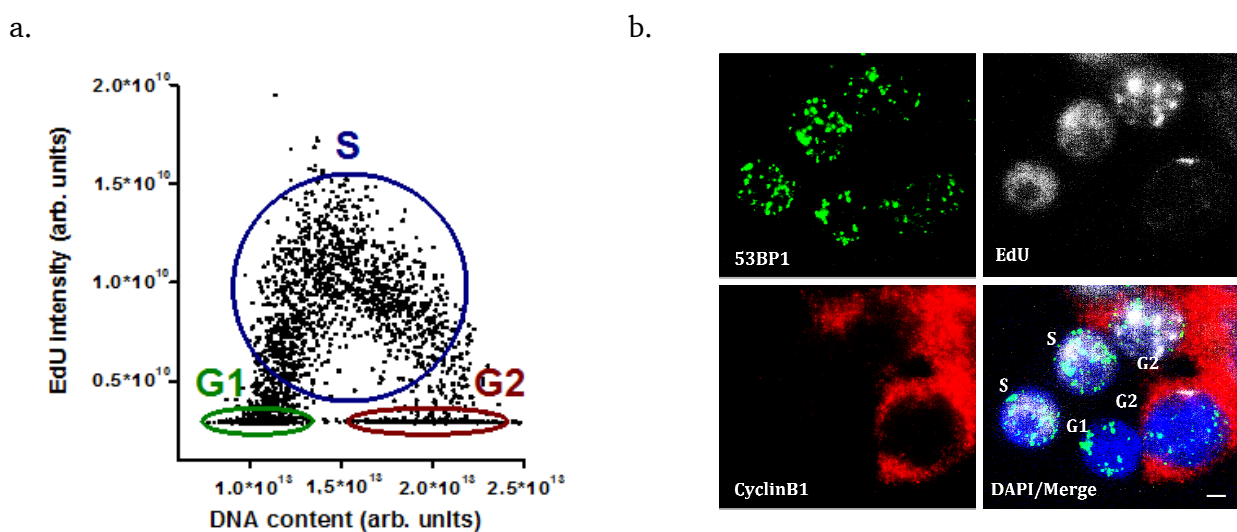 a.
b.
2.0*10^10
1.5*10^10
1.0*10^10
0.5*10^10
EdU intensity (arb. units)
S
G1
G2
1.0*10^13
1.5*10^13
2.0*10^13
2.5*10^13
DNA content (arb. units)
53BP1
EdU
CyclinB1
S
G2
S
G2
G1
DAPI/Merge